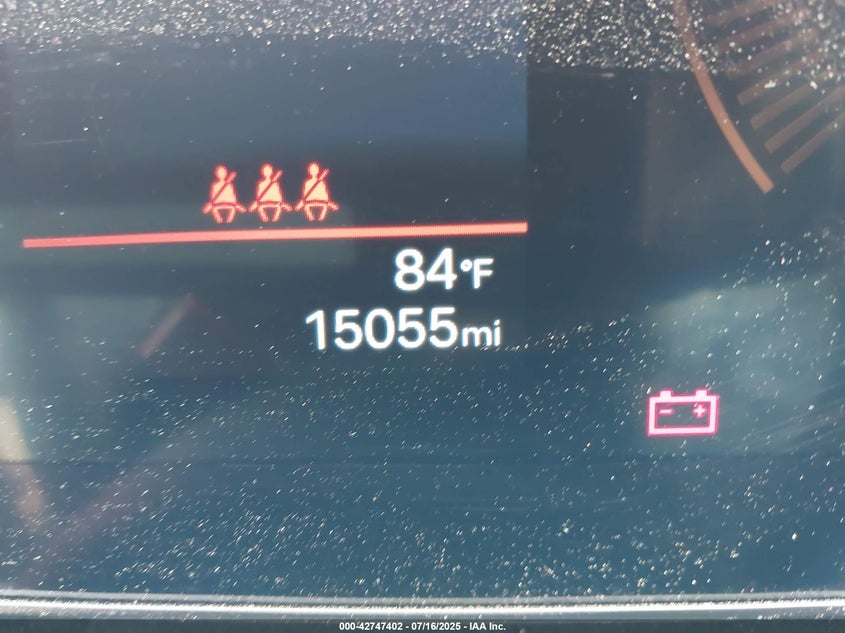 84°F
15055mi
- +
000-42747402 - 07/16/2025 - IAA Inc.